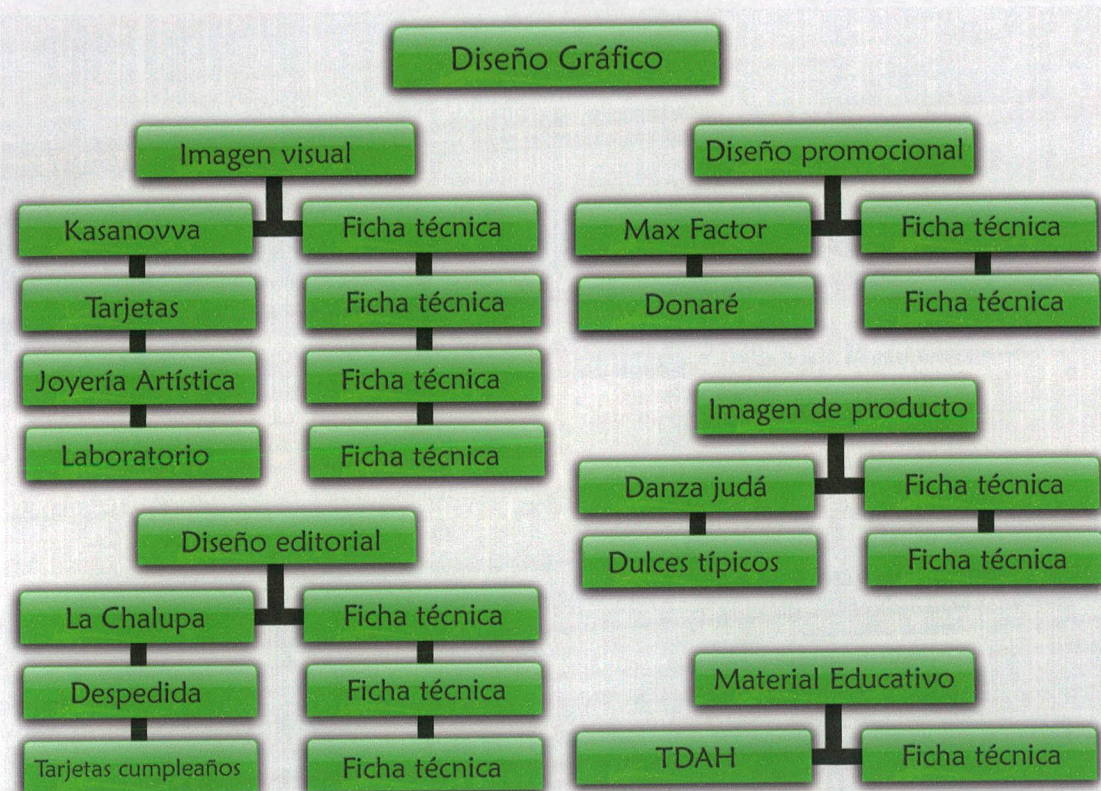 Diseño Gráfico
Imagen visual
Kasanovva
Ficha técnica
Tarjetas
Ficha técnica
Joyería Artística
Ficha técnica
Laboratorio
Ficha técnica
Diseño editorial
La Chalupa
Ficha técnica
Despedida
Ficha técnica
Tarjetas cumpleaños
Ficha técnica
Diseño promocional
Max Factor
Ficha técnica
Donaré
Ficha técnica
Imagen de producto
Danza judá
Ficha técnica
Dulces típicos
Ficha técnica
Material Educativo
TDAH
Ficha técnica